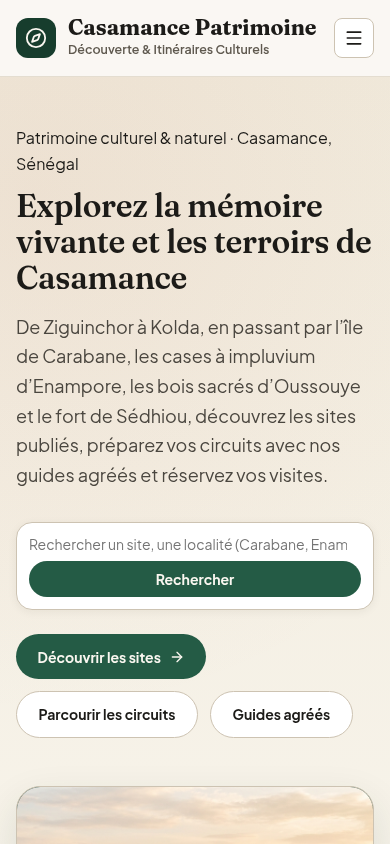 Casamance Patrimoine
Découverte & Itinéraires Culturels
Patrimoine culturel & naturel · Casamance,
Sénégal
Explorez la mémoire
vivante et les terroirs de
Casamance
De Ziguinchor à Kolda, en passant par l’île
de Carabane, les cases à impluvium
d’Enampore, les bois sacrés d’Oussouye
et le fort de Sédhiou, découvrez les sites
publiés, préparez vos circuits avec nos
guides agréés et réservez vos visites.
Rechercher un site, une localité (Carabane, Enam
Rechercher
Découvrir les sites
Parcourir les circuits
Guides agréés